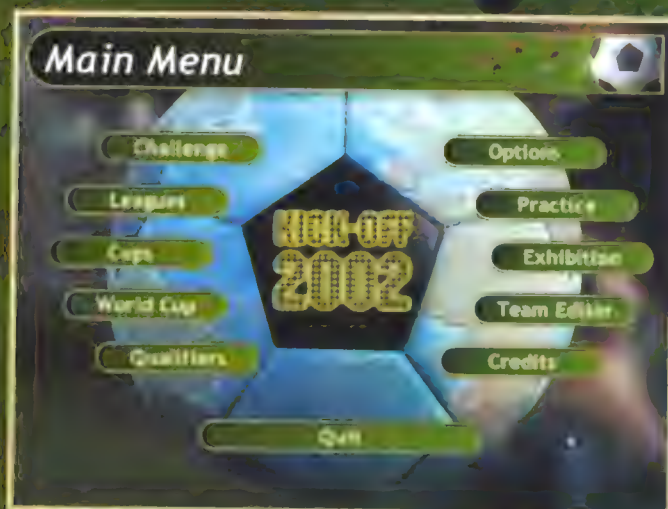 Main Menu
Challenge
Leagues
Cups
World Cup
Qualifiers
KICK-OFF
2002
Options
Practice
Exhibition
Team Editor
Credits
Quit